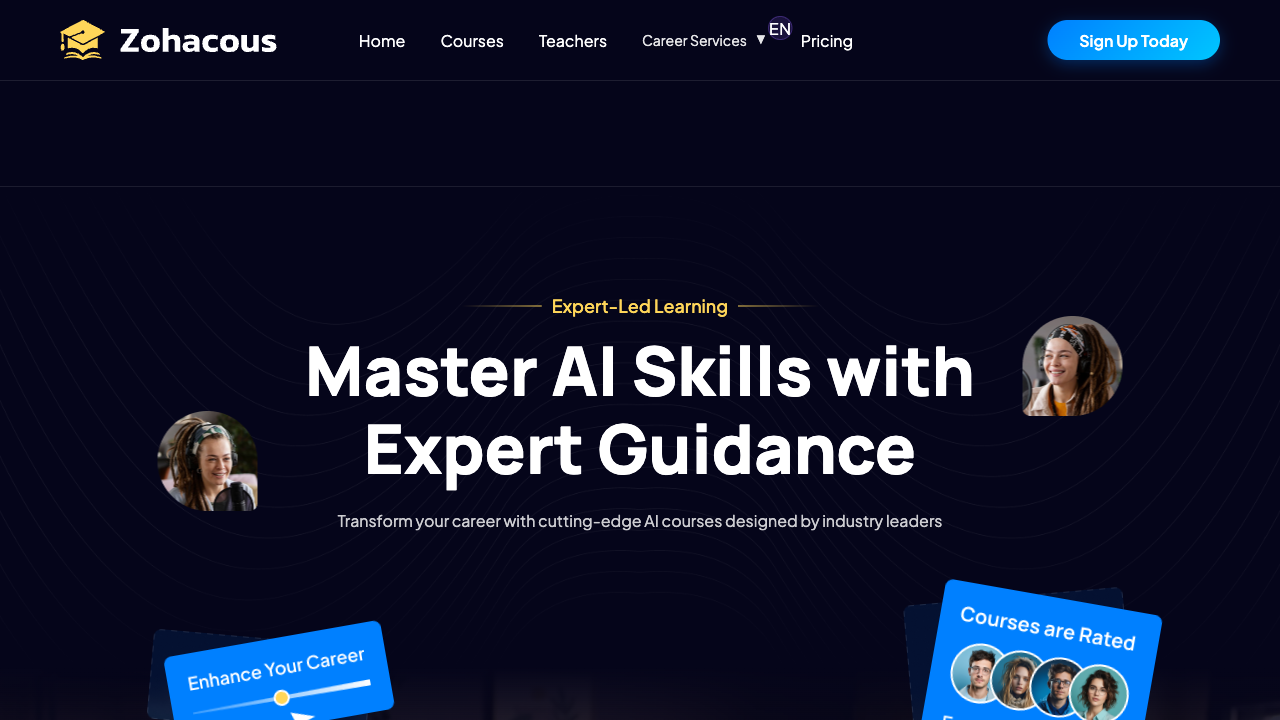 Zohacous
Home
Courses
Teachers
Career Services ▼
EN
Pricing
Sign Up Today
Expert-Led Learning
Master AI Skills with
Expert Guidance
Transform your career with cutting-edge AI courses designed by industry leaders
Enhance Your Career
Courses are Rated